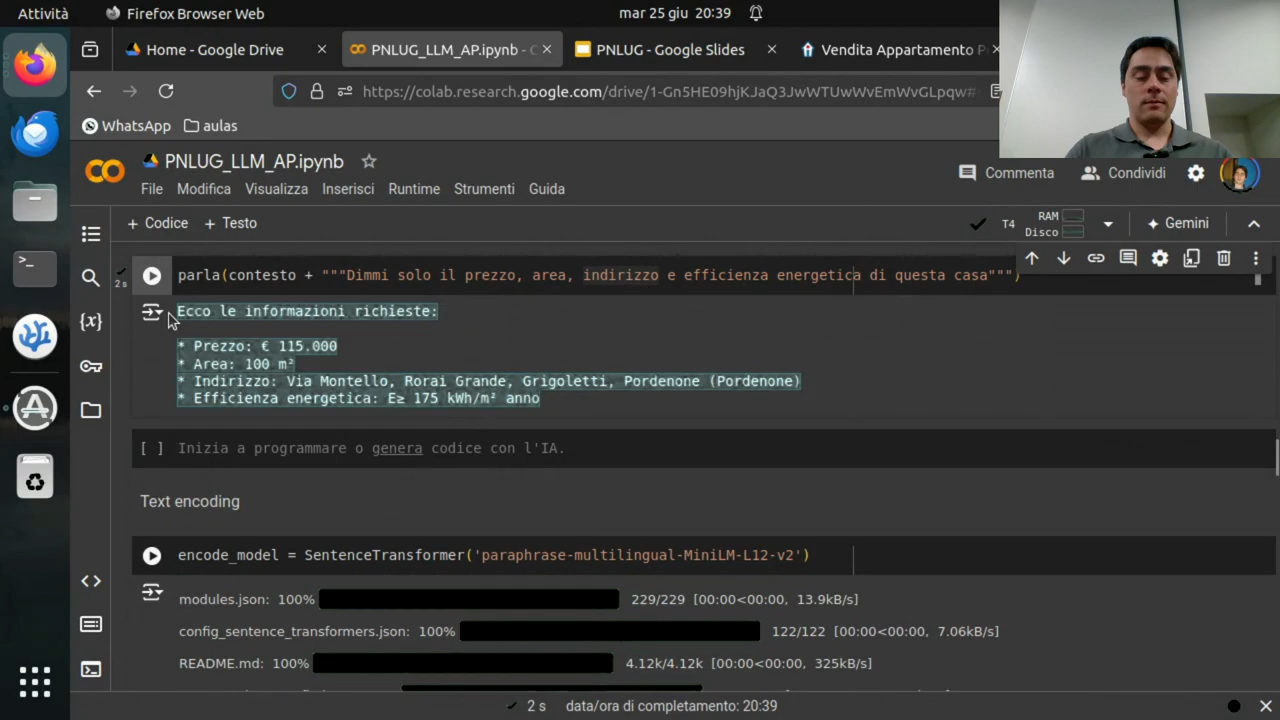 Attività
Firefox Browser Web
mar 25 giu 20:39
Home - Google Drive
PNLUG_LLM_AP.ipynb -
PNLUG - Google Slides
Vendita Appartamento
https://colab.research.google.com/drive/1-Gn5HE09hjKJaQ3JwWTUwWvEmWvGLpqw#
WhatsApp
aulas
PNLUG_LLM_AP.ipynb
Commenta
Condividi
File Modifica Visualizza Inserisci Runtime Strumenti Guida
+ Codice + Testo
T4
RAM
Disco
Gemini
parla(contesto + """Dimmi solo il prezzo, area, indirizzo e efficienza energetica di questa casa""")
2s
Ecco le informazioni richieste:
* Prezzo: € 115.000
* Area: 100 m²
* Indirizzo: Via Montello, Rorai Grande, Grigoletti, Pordenone (Pordenone)
* Efficienza energetica: E≥ 175 kWh/m² anno
[ ] Inizia a programmare o genera codice con l'IA.
Text encoding
encode_model = SentenceTransformer('paraphrase-multilingual-MiniLM-L12-v2')
modules.json: 100% 229/229 [00:00<00:00, 13.9kB/s]
config_sentence_transformers.json: 100% 122/122 [00:00<00:00, 7.06kB/s]
README.md: 100% 4.12k/4.12k [00:00<00:00, 325kB/s]
2 s data/ora di completamento: 20:39